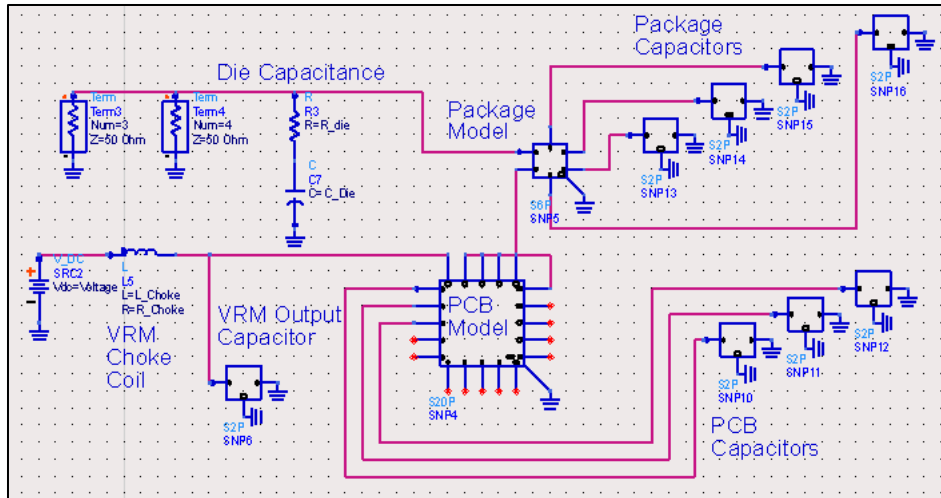 Package
Capacitors
S2P
SNP16
Die Capacitance
S2P
SNP15
Package
Model
S2P
SNP14
S2P
SNP13
Term
Term3
Num=3
Z=50 Ohm
Term
Term4
Num=4
Z=50 Ohm
R
R3
R=R_die
C
C7
C=C_Die
S6P
SNP5
V_DC
SRC2
Vdc=Voltage
L
L5
L=L_Choke
R=R_Choke
VRM
Choke
Coil
VRM Output
Capacitor
S2P
SNP6
PCB
Model
S20P
SNP4
S2P
SNP12
S2P
SNP11
S2P
SNP10
PCB
Capacitors